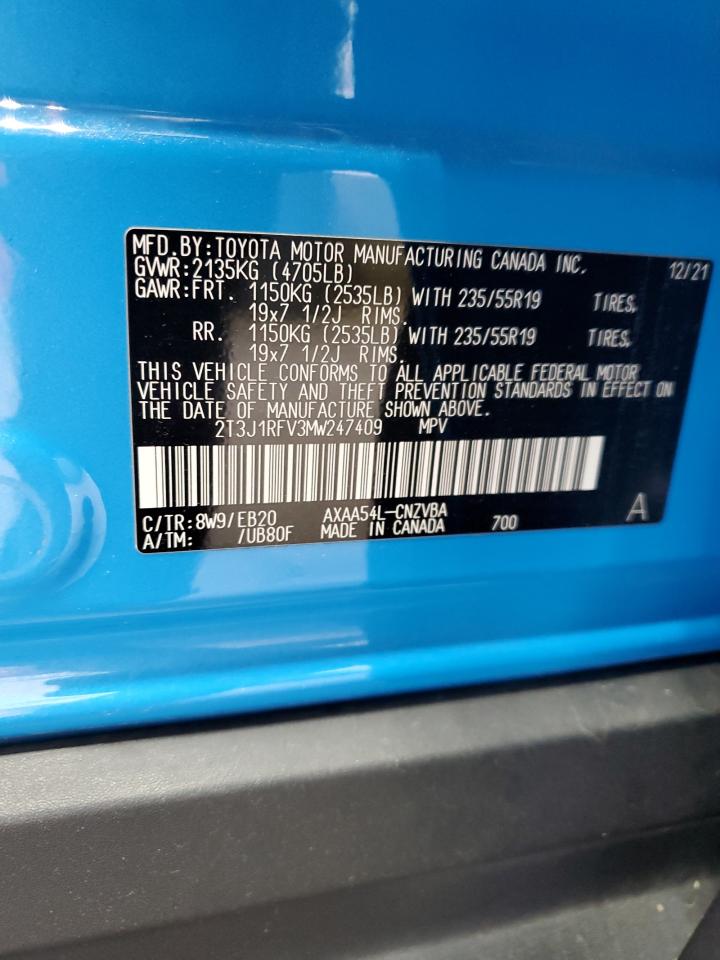 MFD.BY:TOYOTA MOTOR MANUFACTURING CANADA INC. 12/21
GVWR:2135KG (4705LB)
GAWR:FRT. 1150KG (2535LB) WITH 235/55R19 TIRES,
19x7 1/2J RIMS.
RR. 1150KG (2535LB) WITH 235/55R19 TIRES,
19x7 1/2J RIMS.
THIS VEHICLE CONFORMS TO ALL APPLICABLE FEDERAL MOTOR
VEHICLE SAFETY AND THEFT PREVENTION STANDARDS IN EFFECT ON
THE DATE OF MANUFACTURE SHOWN ABOVE.
2T3J1RFV3MW247409 MPV
C/TR:8W9/EB20 AXAA54L-CNZVBA A
A/TM: /UB80F MADE IN CANADA 700